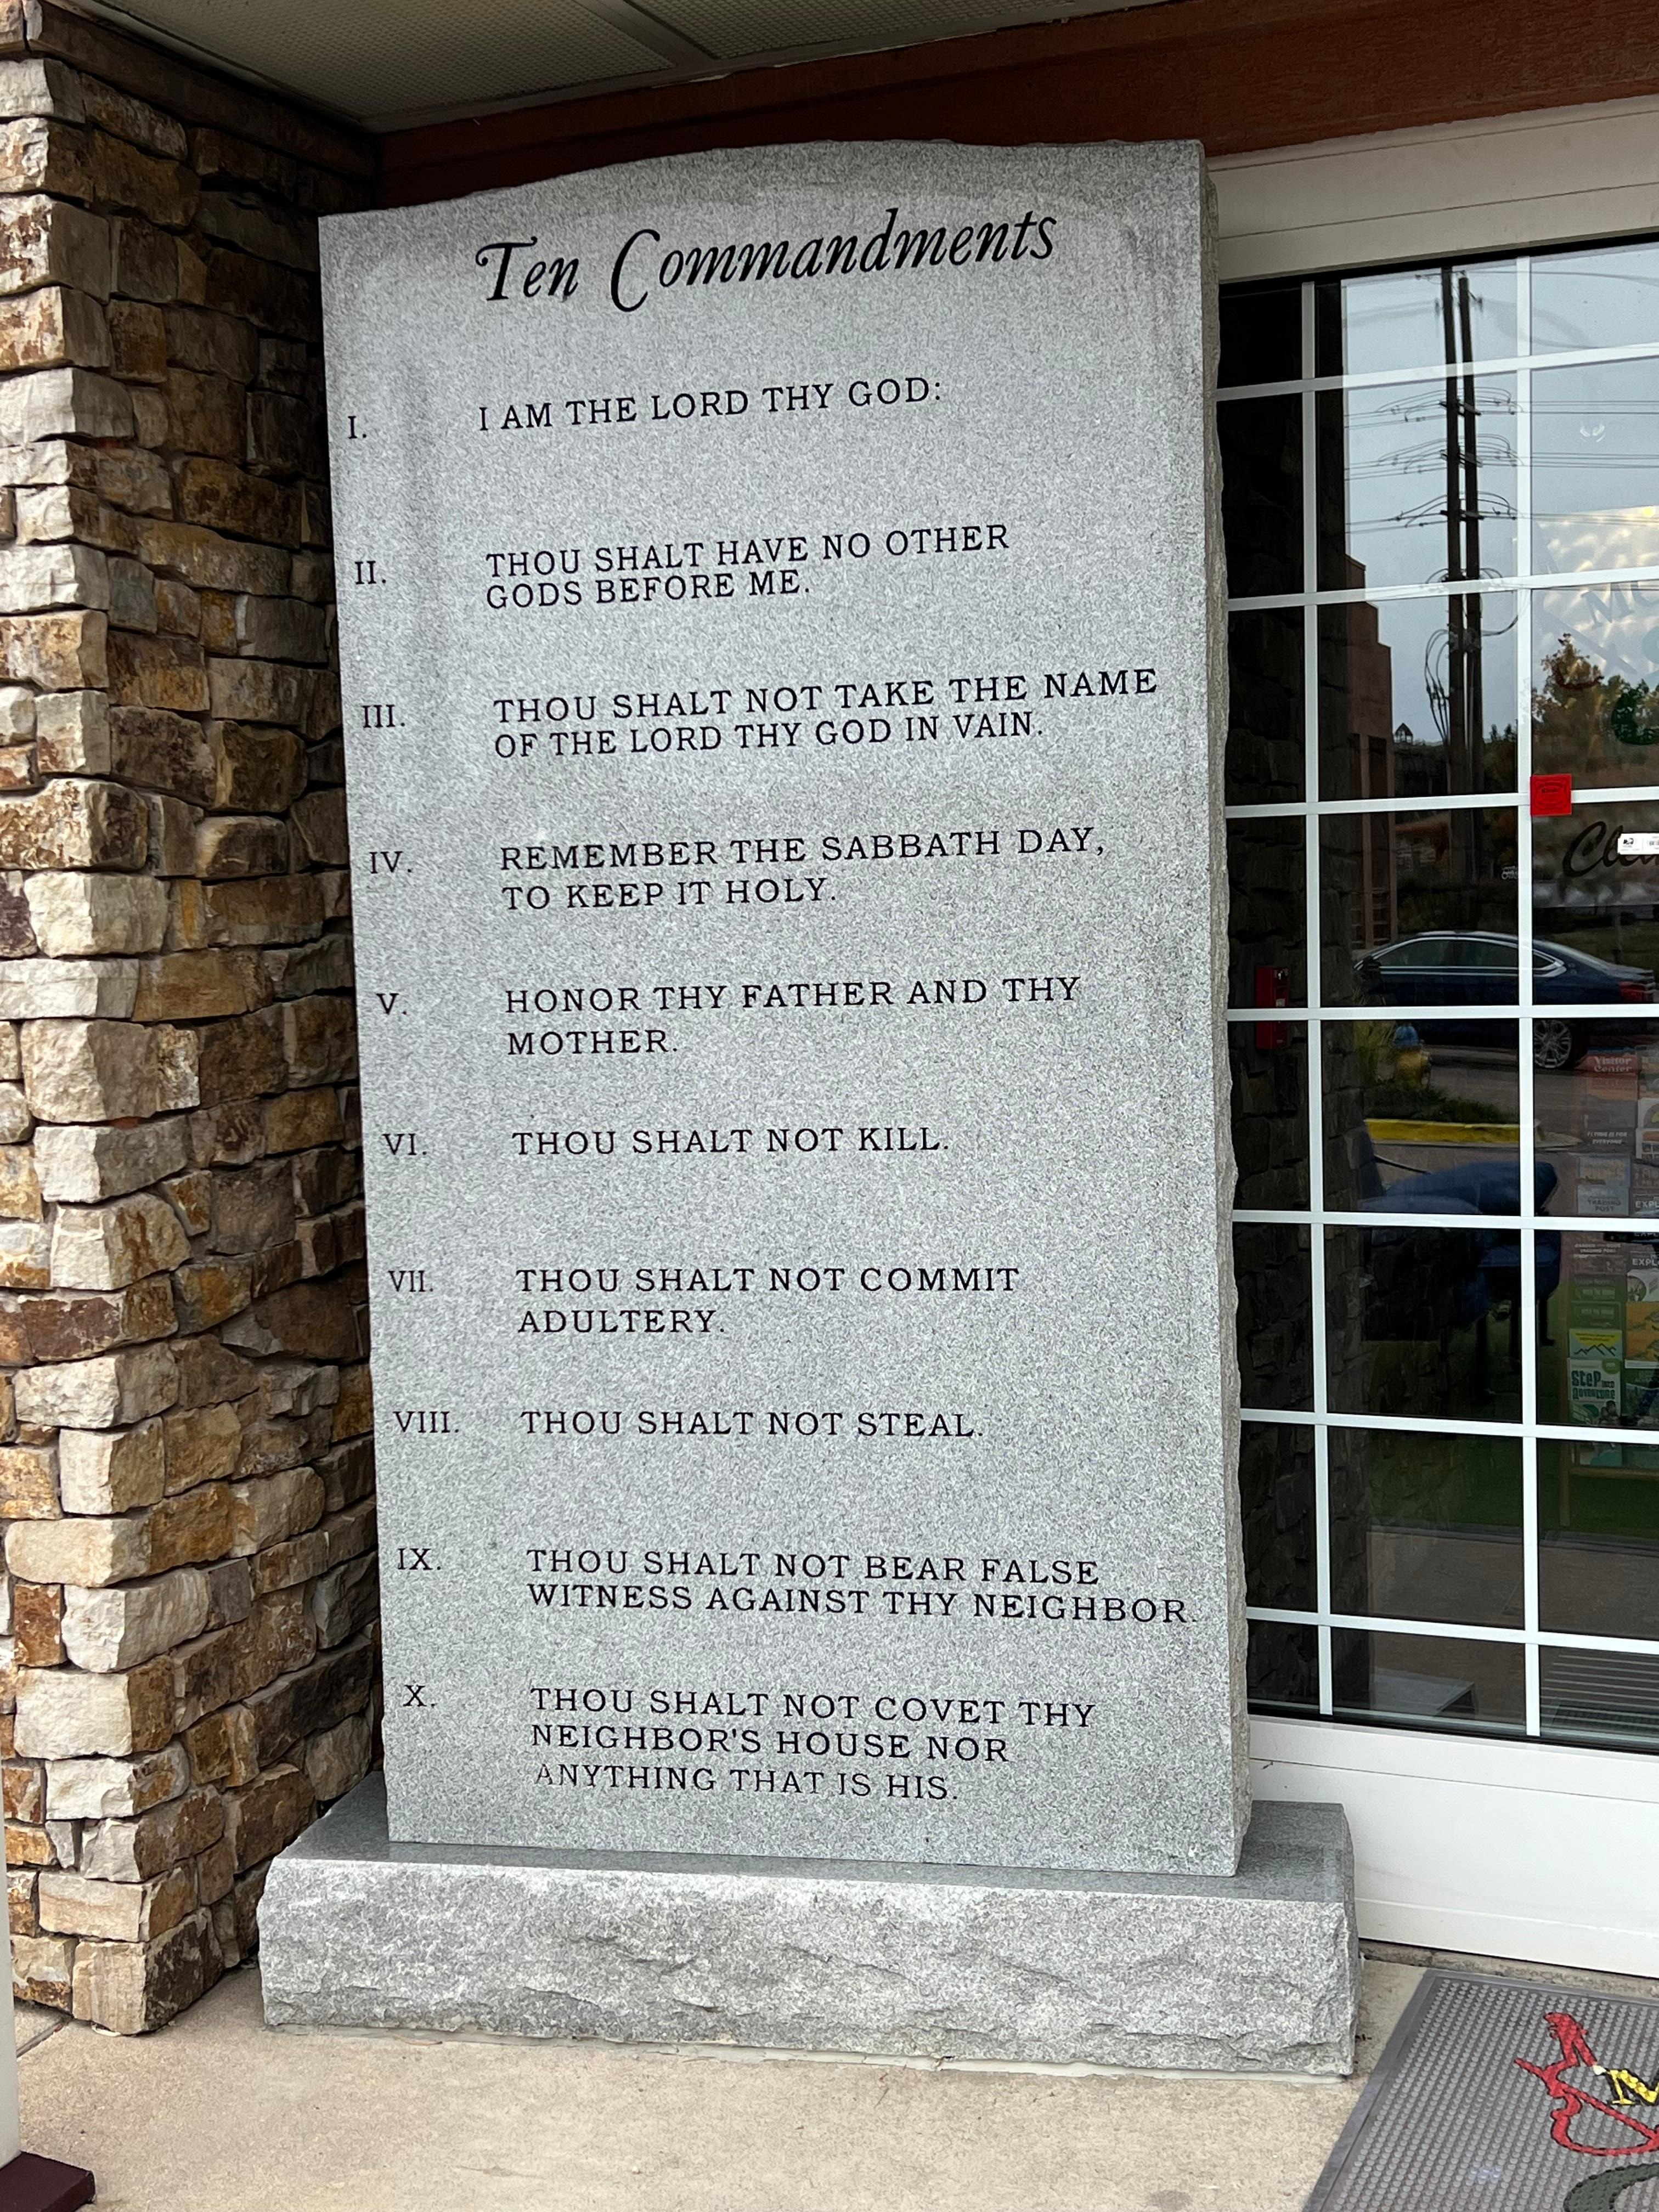 Ten Commandments
I. I AM THE LORD THY GOD:
II. THOU SHALT HAVE NO OTHER
GODS BEFORE ME.
III. THOU SHALT NOT TAKE THE NAME
OF THE LORD THY GOD IN VAIN.
IV. REMEMBER THE SABBATH DAY,
TO KEEP IT HOLY.
V. HONOR THY FATHER AND THY
MOTHER.
VI. THOU SHALT NOT KILL.
VII. THOU SHALT NOT COMMIT
ADULTERY.
VIII. THOU SHALT NOT STEAL.
IX. THOU SHALT NOT BEAR FALSE
WITNESS AGAINST THY NEIGHBOR.
X. THOU SHALT NOT COVET THY
NEIGHBOR'S HOUSE NOR
ANYTHING THAT IS HIS.
Visitor
Center